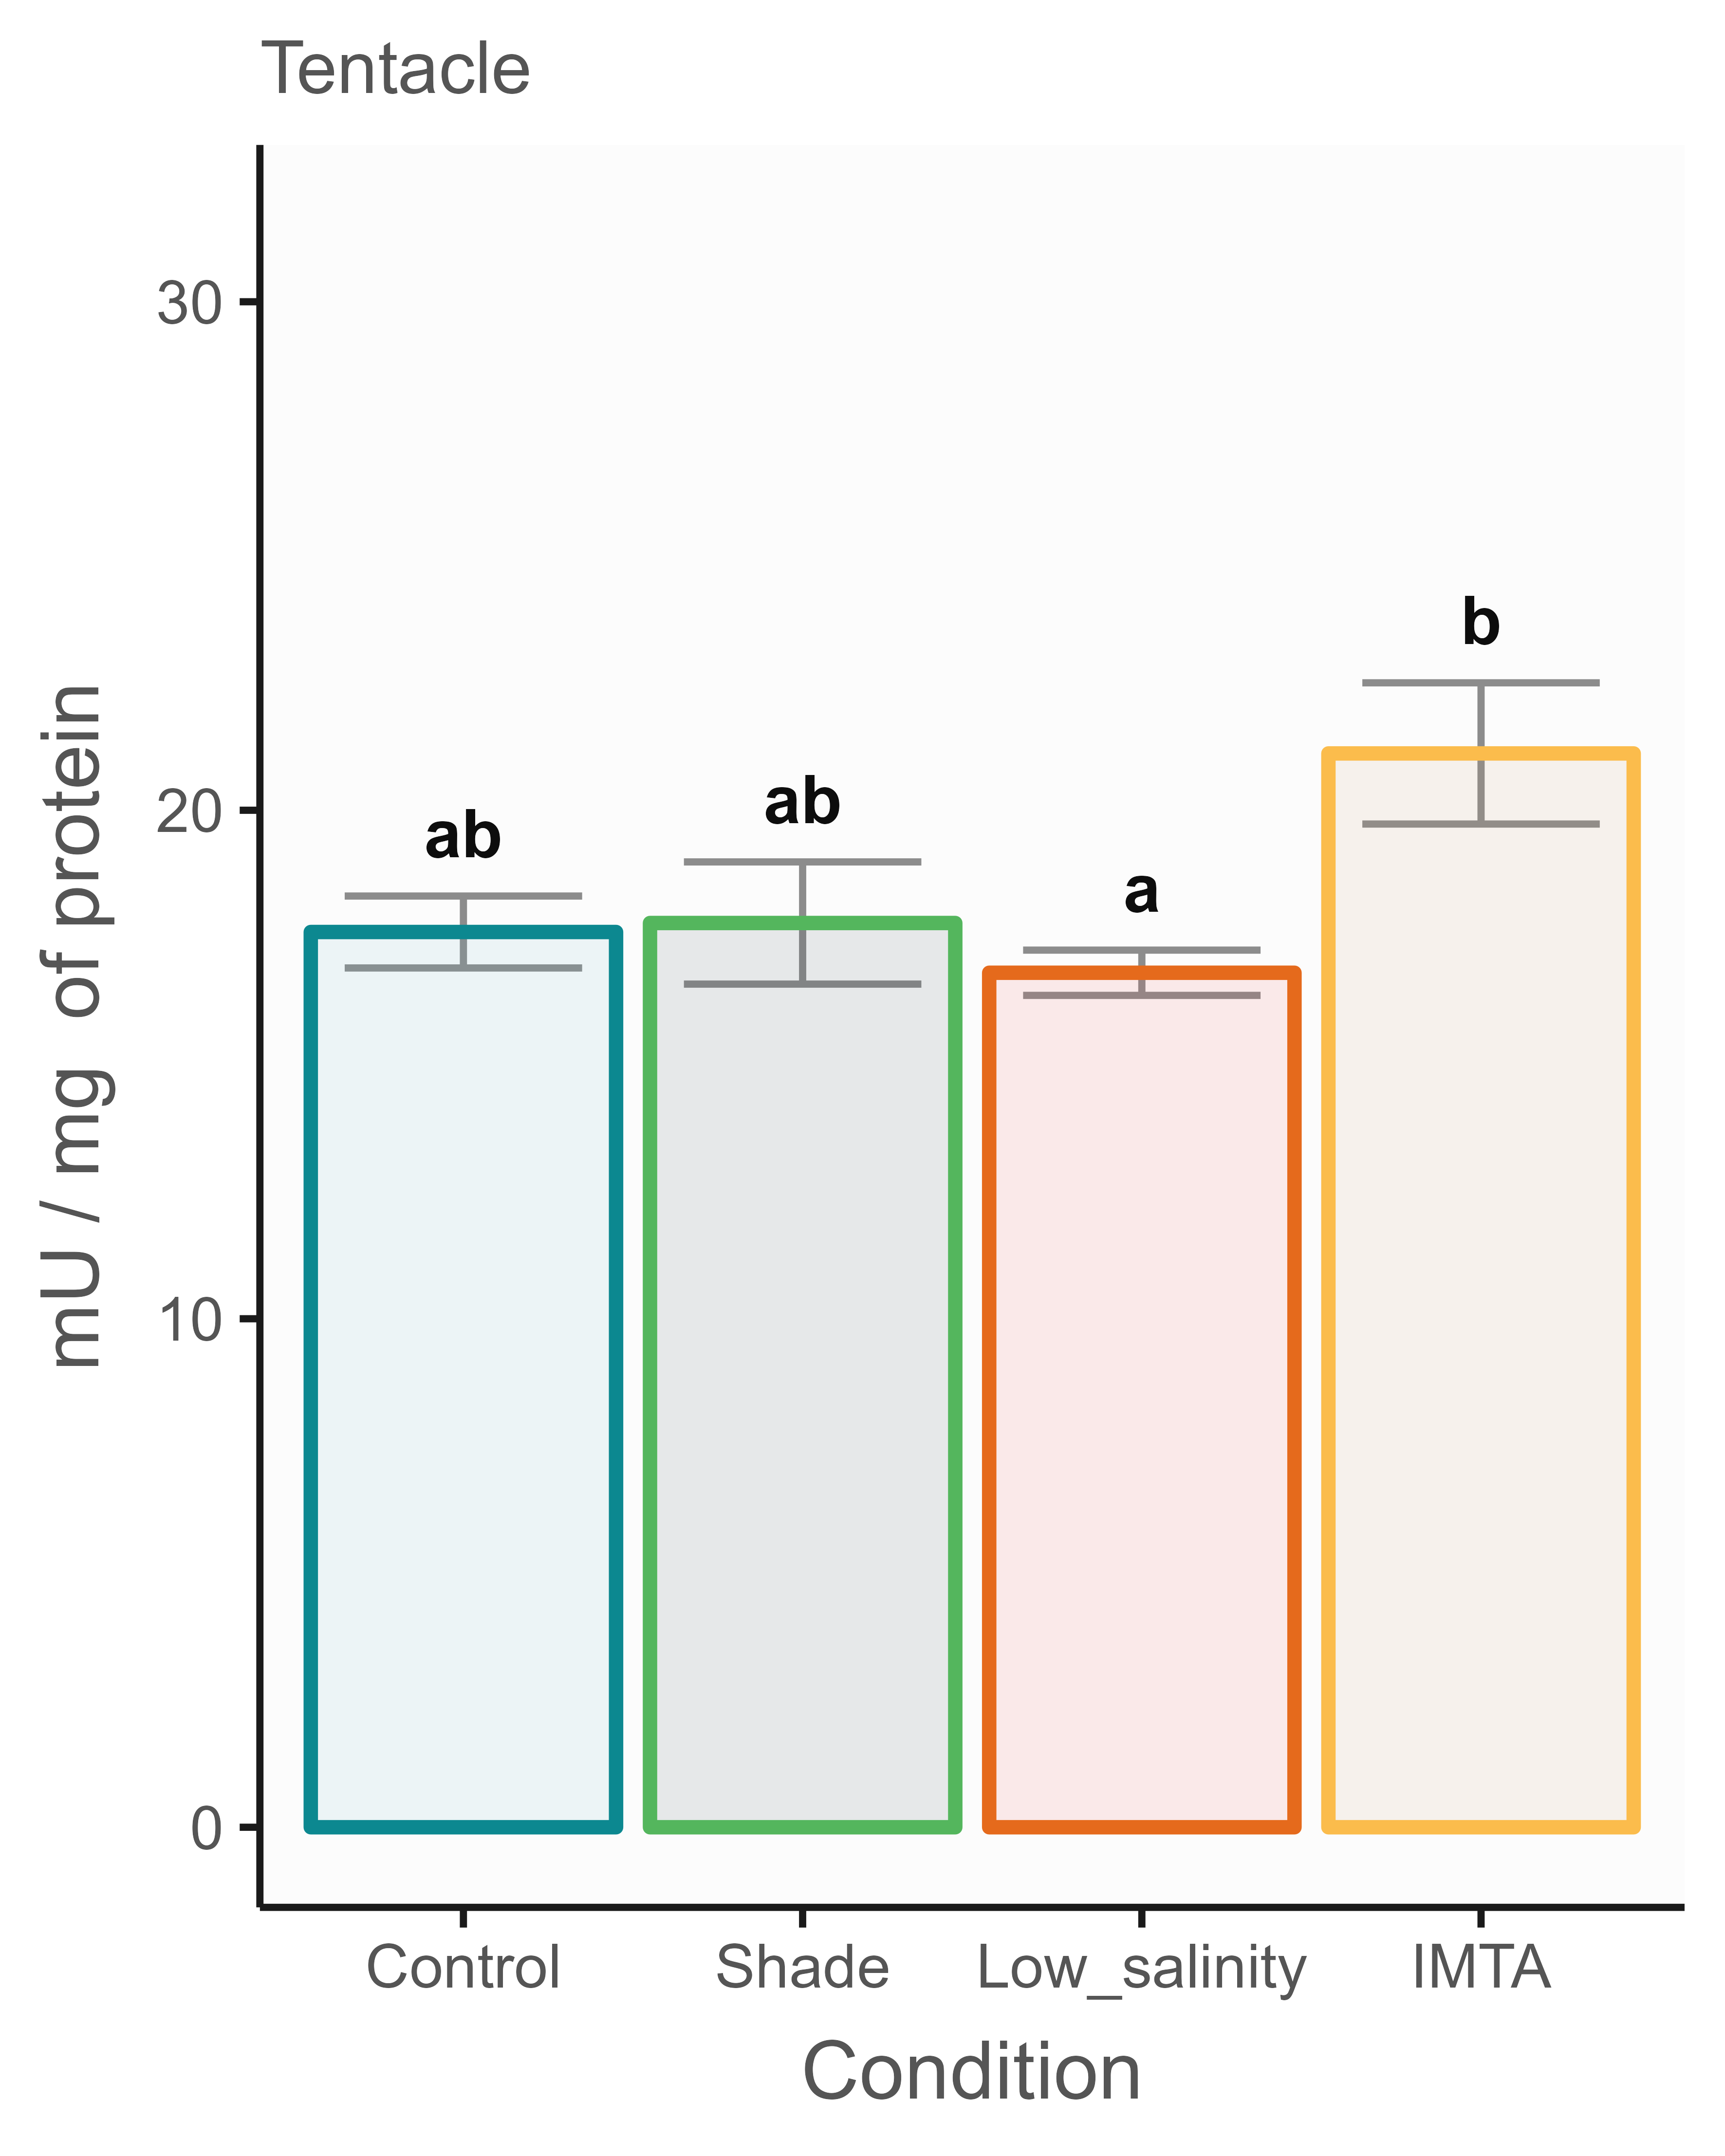 Tentacle
mU / mg of protein
30
20
10
0
ab
ab
a
b
Control
Shade
Low_salinity
IMTA
Condition